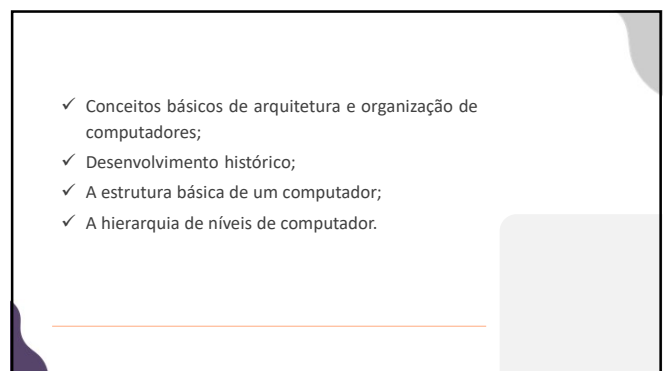 ✓ Conceitos básicos de arquitetura e organização de
computadores;
✓ Desenvolvimento histórico;
✓ A estrutura básica de um computador;
✓ A hierarquia de níveis de computador.